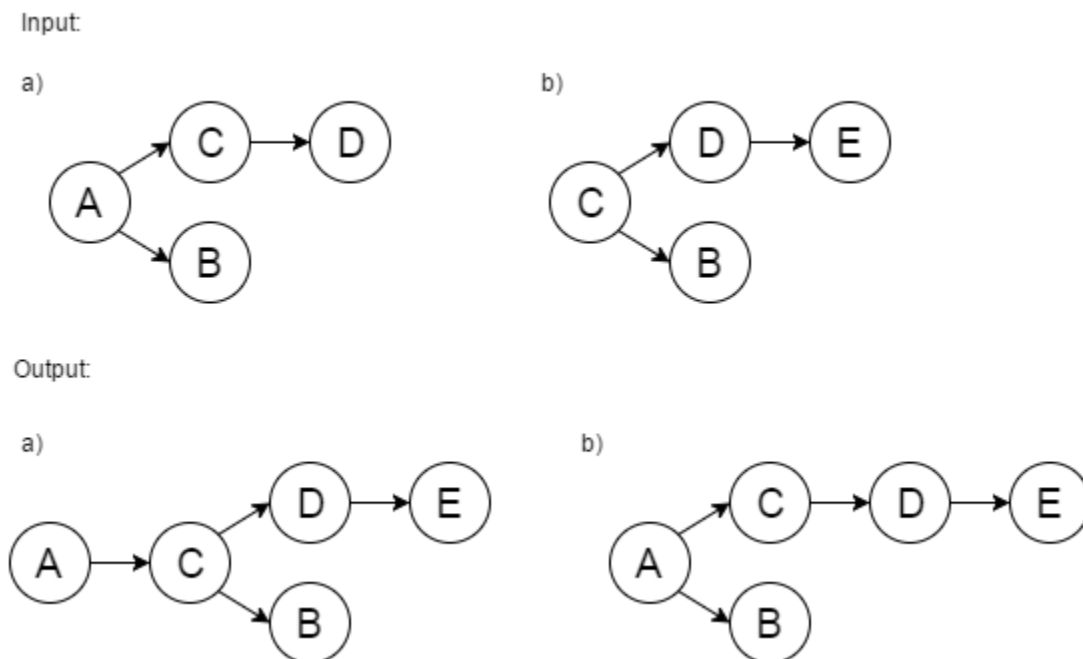 Input:
a) b)
C D D E
A C
B B
Output:
a) b)
D E C D E
A C A
B B